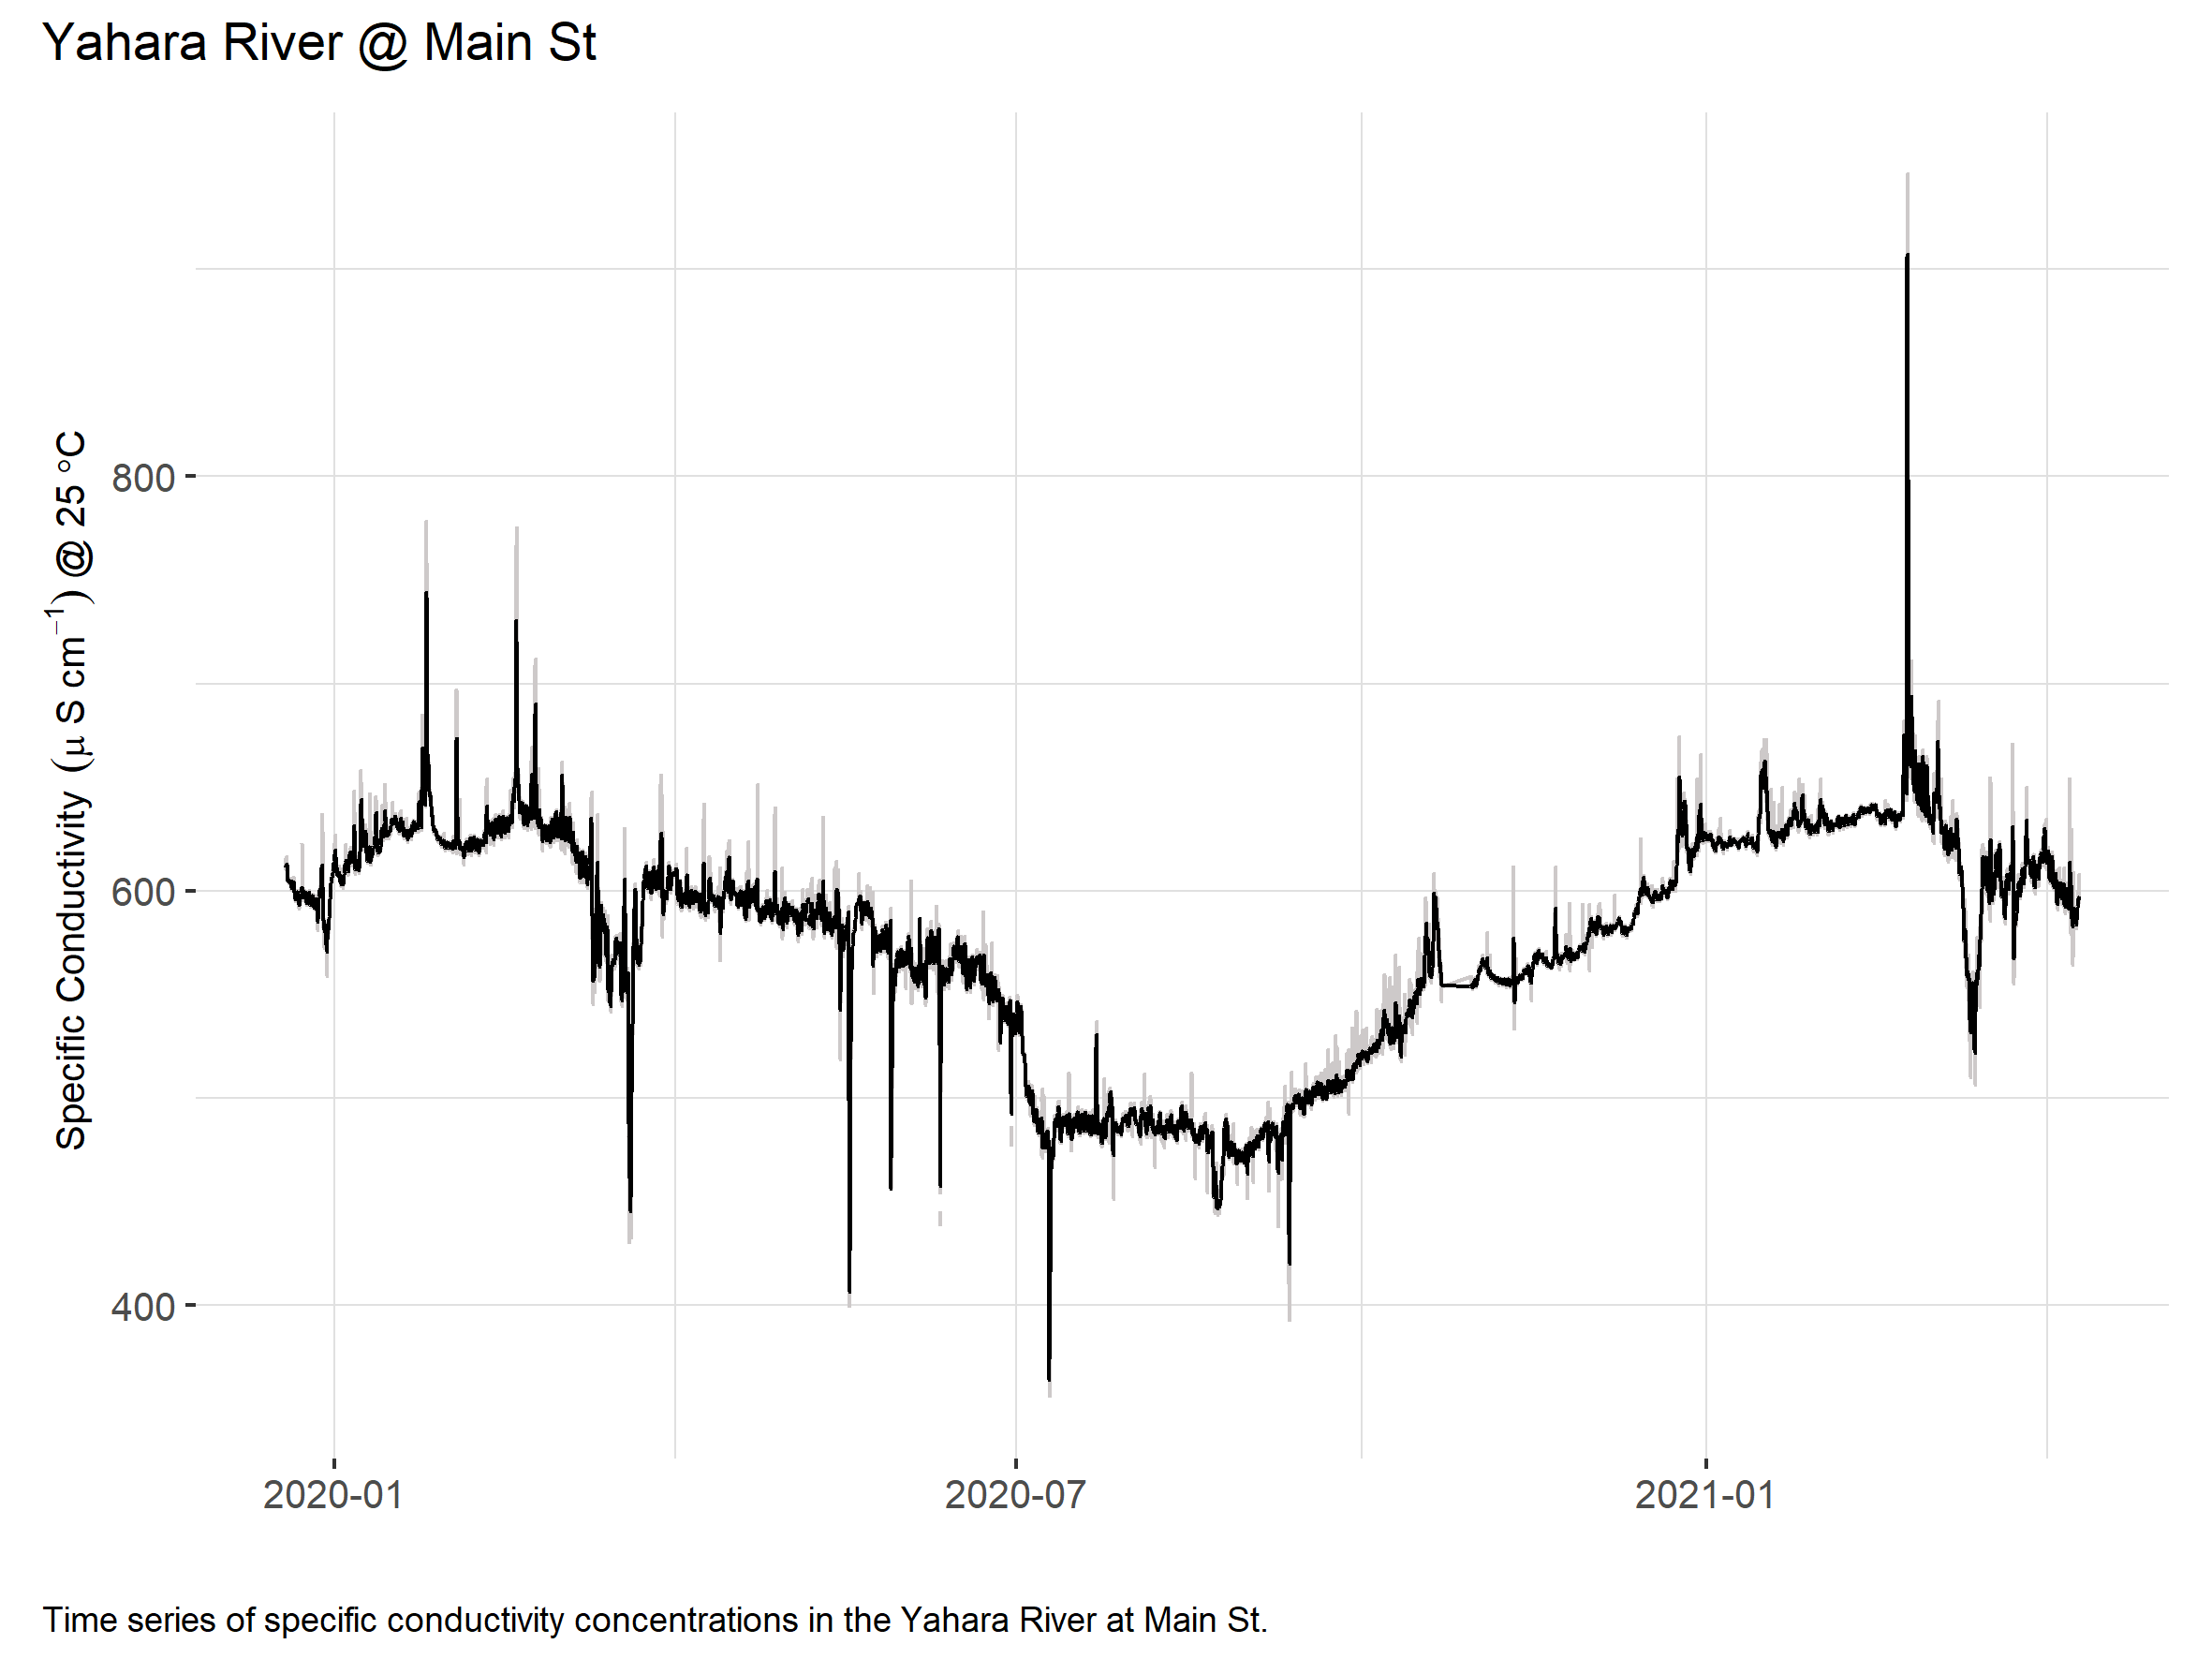 Yahara River @ Main St
Specific Conductivity (μ S cm⁻¹) @ 25 °C
800
600
400
2020-01
2020-07
2021-01
Time series of specific conductivity concentrations in the Yahara River at Main St.